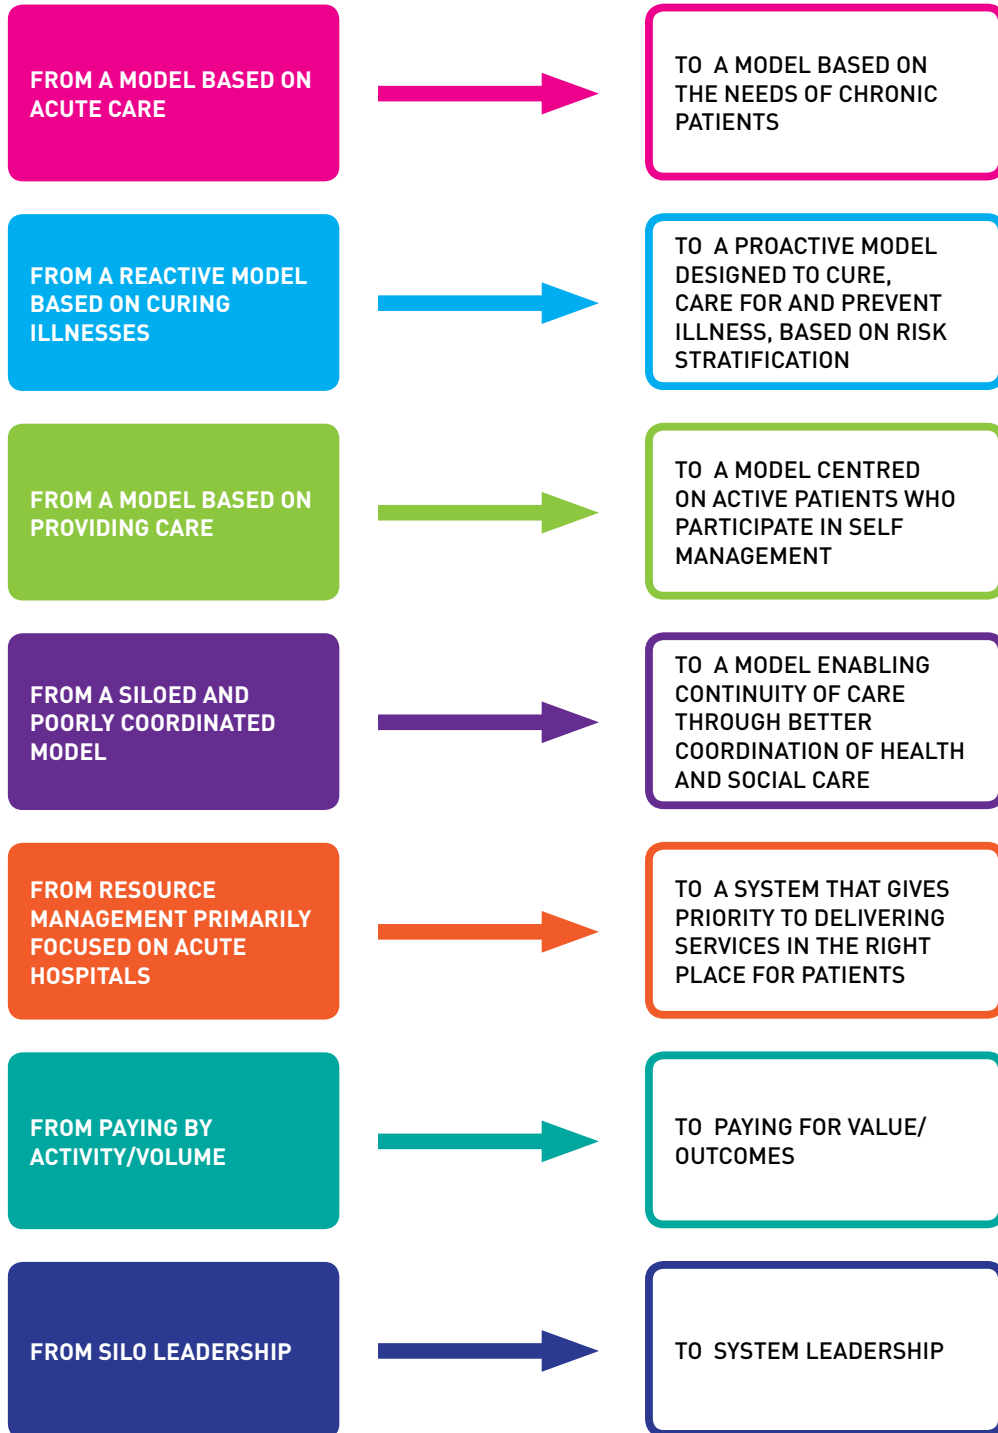 FROM A MODEL BASED ON
ACUTE CARE
TO A MODEL BASED ON
THE NEEDS OF CHRONIC
PATIENTS
FROM A REACTIVE MODEL
BASED ON CURING
ILLNESSES
TO A PROACTIVE MODEL
DESIGNED TO CURE,
CARE FOR AND PREVENT
ILLNESS, BASED ON RISK
STRATIFICATION
FROM A MODEL BASED ON
PROVIDING CARE
TO A MODEL CENTRED
ON ACTIVE PATIENTS WHO
PARTICIPATE IN SELF
MANAGEMENT
FROM A SILOED AND
POORLY COORDINATED
MODEL
TO A MODEL ENABLING
CONTINUITY OF CARE
THROUGH BETTER
COORDINATION OF HEALTH
AND SOCIAL CARE
FROM RESOURCE
MANAGEMENT PRIMARILY
FOCUSED ON ACUTE
HOSPITALS
TO A SYSTEM THAT GIVES
PRIORITY TO DELIVERING
SERVICES IN THE RIGHT
PLACE FOR PATIENTS
FROM PAYING BY
ACTIVITY/VOLUME
TO PAYING FOR VALUE/
OUTCOMES
FROM SILO LEADERSHIP
TO SYSTEM LEADERSHIP